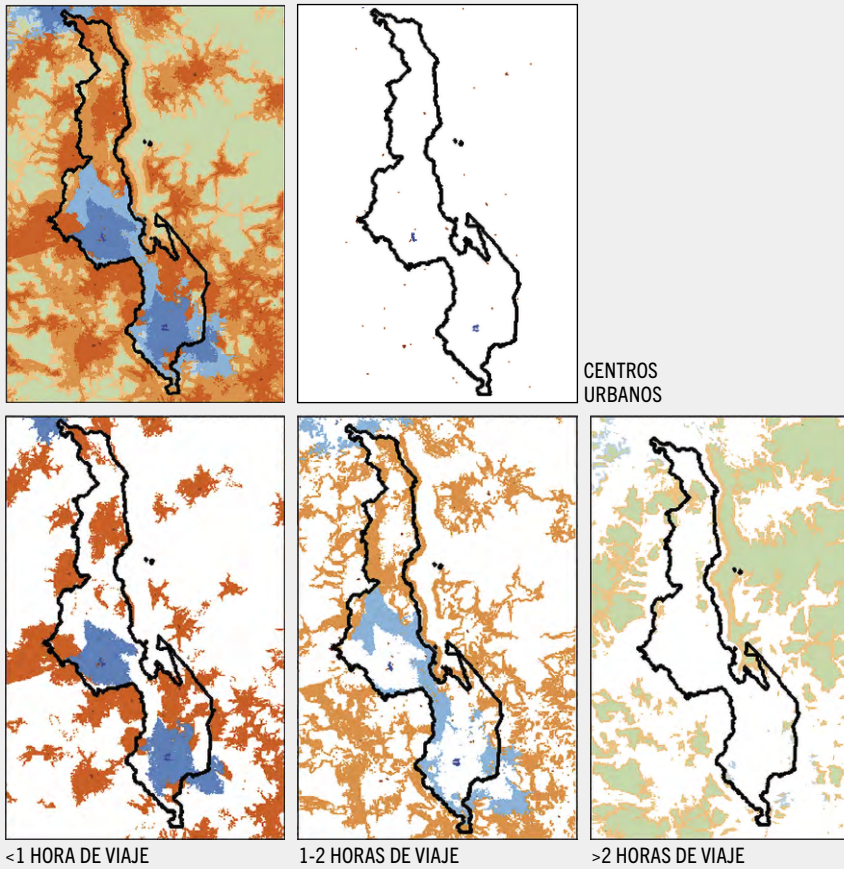 CENTROS
URBANOS
<1 HORA DE VIAJE
1-2 HORAS DE VIAJE
>2 HORAS DE VIAJE